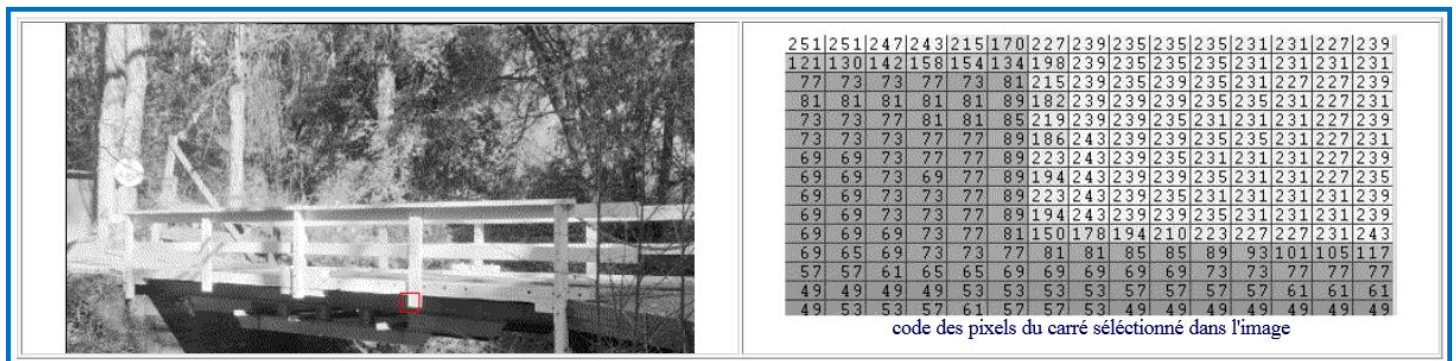 251 251 247 243 215 170 227 239 235 235 235 231 231 227 239
121 130 142 158 154 134 198 239 235 235 231 231 231 231 231
77 73 73 77 73 81 215 239 239 235 231 231 227 227 239
81 81 81 81 81 89 182 239 239 239 235 235 231 227 231
73 73 77 81 81 85 219 239 239 239 235 231 231 227 239
73 73 73 77 77 89 186 243 239 239 235 235 231 227 231
69 69 73 77 77 89 223 243 239 235 231 231 231 227 239
69 69 73 69 77 89 194 243 239 239 235 231 231 227 235
69 69 73 73 77 89 223 243 239 235 231 231 231 231 239
69 69 73 73 77 89 194 243 239 239 235 231 231 231 239
69 69 69 77 77 81 150 178 194 210 223 227 227 231 243
69 65 69 73 73 77 81 81 85 85 89 93 101 105 117
57 57 61 65 65 69 69 69 69 69 73 73 77 77 77
49 49 49 49 53 53 53 53 57 57 57 57 61 61 61
49 53 53 57 61 57 57 53 49 49 49 49 49 49 49
code des pixels du carré séléctionné dans l'image